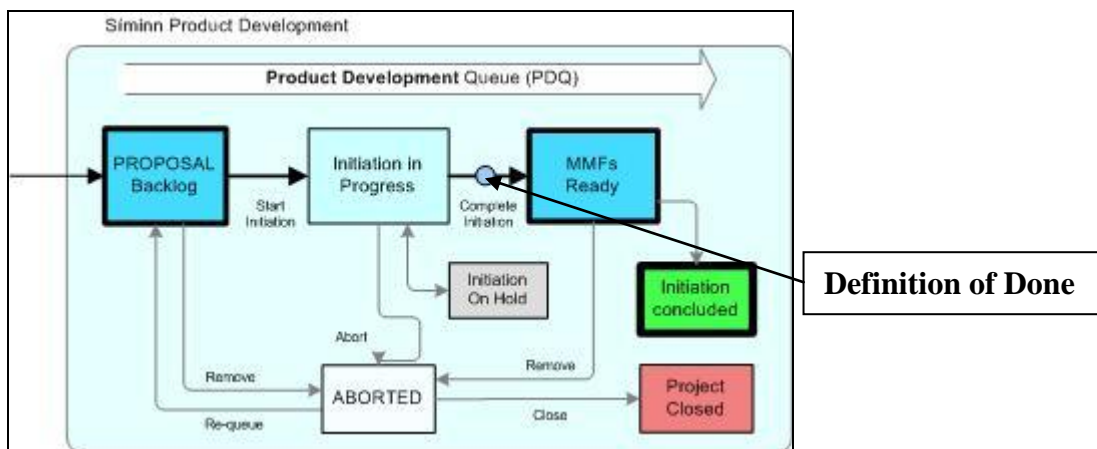 Síminn Product Development
Product Development Queue (PDQ)
PROPOSAL
Backlog
Start
Initiation
Initiation in
Progress
Complete
Initiation
MMFs
Ready
Definition of Done
Initiation
On Hold
Initiation
concluded
Abort
Remove
Remove
ABORTED
Re-queue
Close
Project
Closed